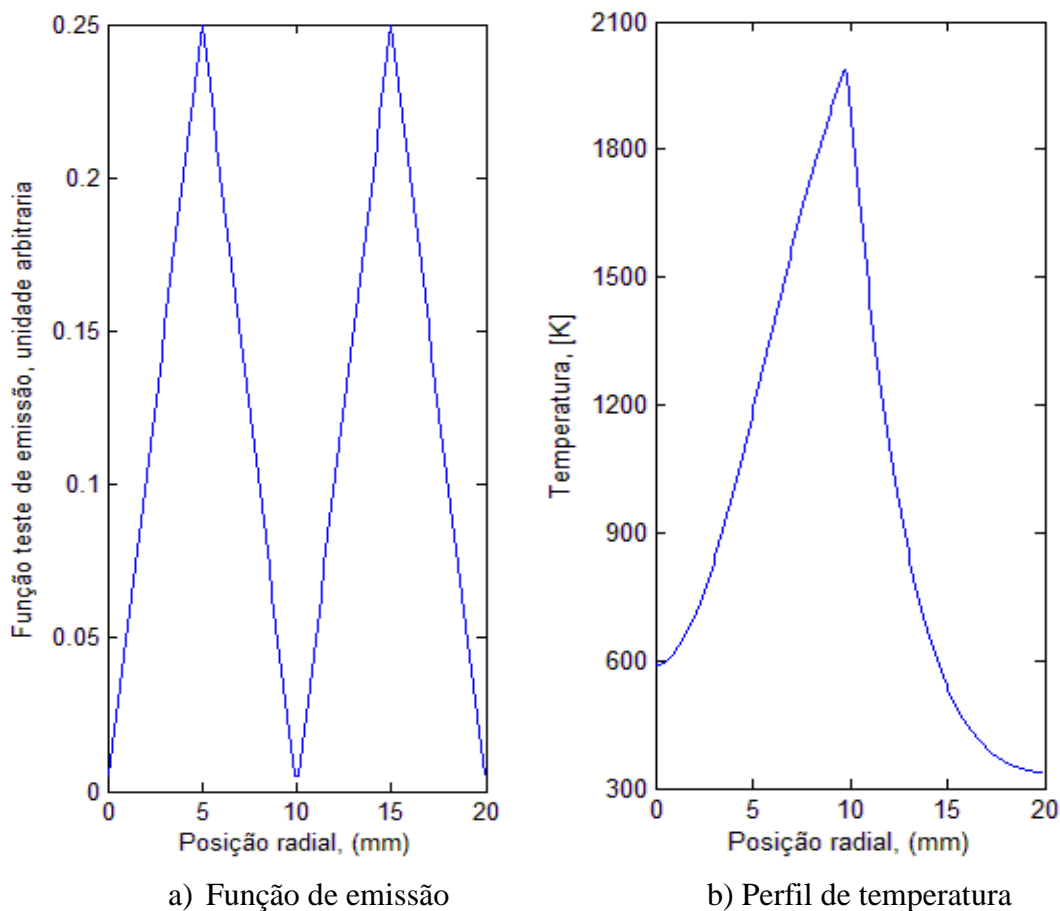 0.25
0.2
0.15
0.1
0.05
0
0 5 10 15 20
Função teste de emissão, unidade arbitraria
Posição radial, (mm)
a) Função de emissão
2100
1800
1500
1200
900
600
300
0 5 10 15 20
Temperatura, [K]
Posição radial, (mm)
b) Perfil de temperatura